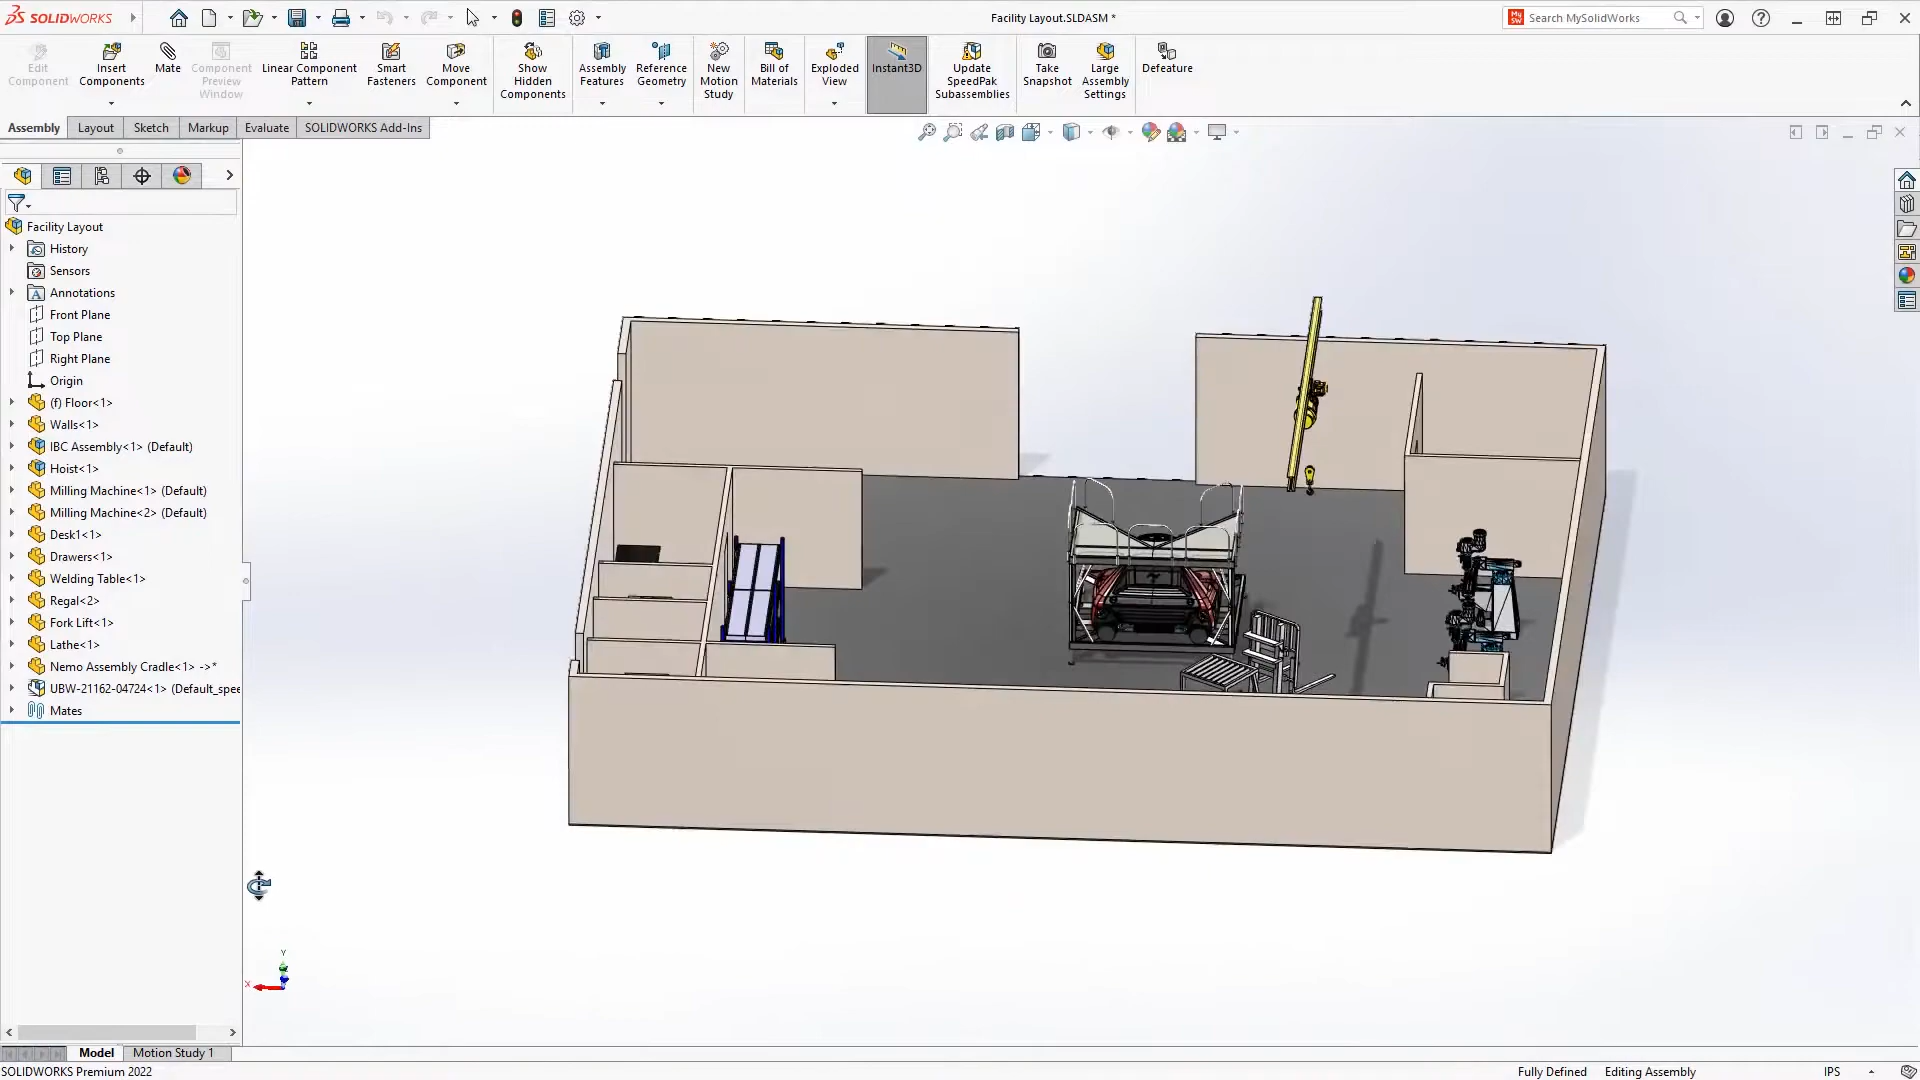 SOLIDWORKS
Facility Layout.SLDASM *
Search MySolidWorks
Edit
Component
Insert
Components
Mate
Component
Preview
Window
Linear Component
Pattern
Smart
Fasteners
Move
Component
Show
Hidden
Components
Assembly
Features
Reference
Geometry
New
Motion
Study
Bill of
Materials
Exploded
View
Instant3D
Update
SpeedPak
Subassemblies
Take
Snapshot
Large
Assembly
Settings
Defeature
Assembly
Layout
Sketch
Markup
Evaluate
SOLIDWORKS Add-Ins
Facility Layout
History
Sensors
Annotations
Front Plane
Top Plane
Right Plane
Origin
(f) Floor<1>
Walls<1>
IBC Assembly<1> (Default)
Hoist<1>
Milling Machine<1> (Default)
Milling Machine<2> (Default)
Desk1<1>
Drawers<1>
Welding Table<1>
Regal<2>
Fork Lift<1>
Lathe<1>
Nemo Assembly Cradle<1> ->*
UBW-21162-04724<1> (Default_spee
Mates
Y
X
Model
Motion Study 1
SOLIDWORKS Premium 2022
Fully Defined
Editing Assembly
IPS